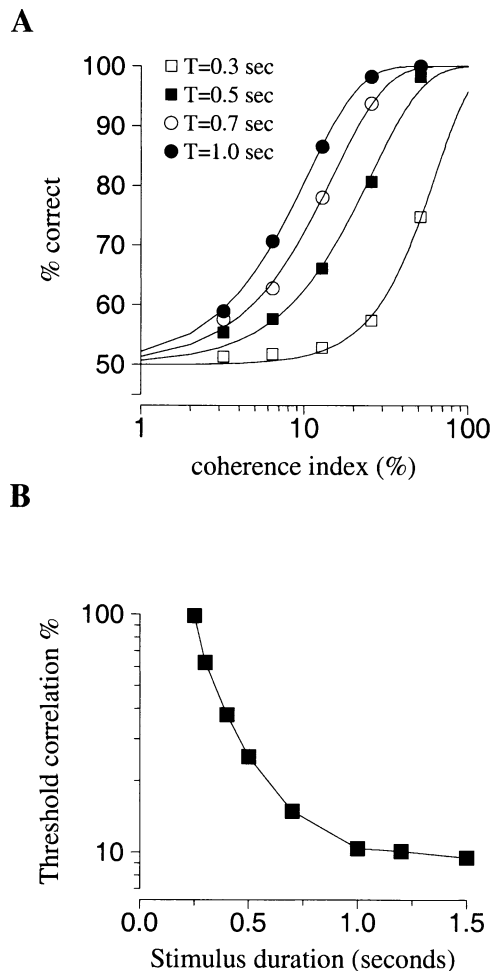 A
T=0.3 sec
T=0.5 sec
T=0.7 sec
T=1.0 sec
100
90
80
70
60
50
% correct
1 10 100
coherence index (%)
B
100
10
Threshold correlation %
0.0 0.5 1.0 1.5
Stimulus duration (seconds)